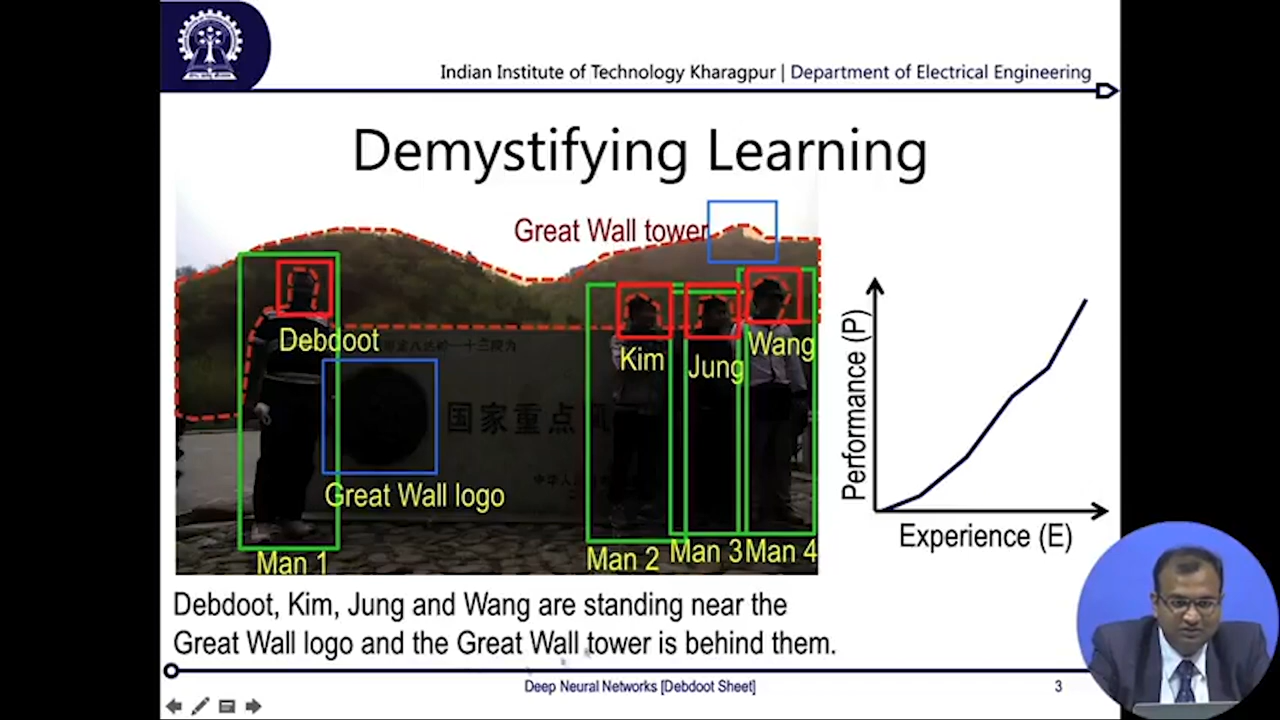 Indian Institute of Technology Kharagpur | Department of Electrical Engineering
Demystifying Learning
Great Wall tower
Debdoot
Kim
Jung
Wang
国家重点风
Great Wall logo
Man 1
Man 2
Man 3
Man 4
Performance (P)
Experience (E)
Debdoot, Kim, Jung and Wang are standing near the
Great Wall logo and the Great Wall tower is behind them.
Deep Neural Networks [Debdoot Sheet]
3